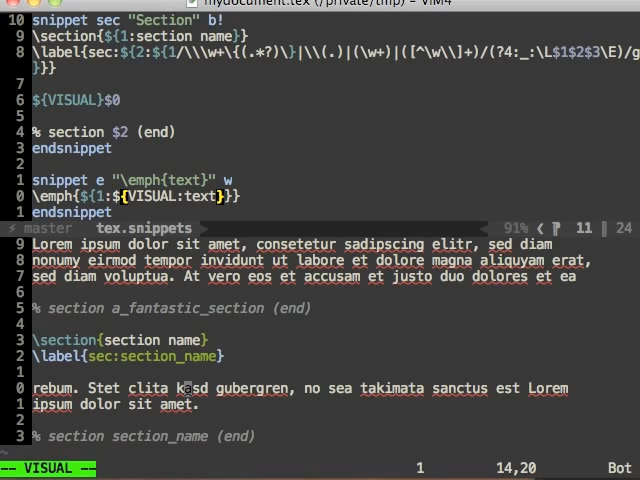 mydocument.tex (/private/tmp) - VIM4
10 snippet sec "Section" b!
9 \section{${1:section name}}
8 \label{sec:${2:${1/\\\w+\{(.*?)\}|\\(.)|(\w+)|([^\w\\]+)/(?4:_:\L$1$2$3\E)/g
}}}
7
6 ${VISUAL}$0
5
4 % section $2 (end)
3 endsnippet
2
1 snippet e "\emph{text}" w
0 \emph{${1:${VISUAL:text}}}
1 endsnippet
master tex.snippets 91% 11 24
9 Lorem ipsum dolor sit amet, consetetur sadipscing elitr, sed diam
8 nonumy eirmod tempor invidunt ut labore et dolore magna aliquyam erat,
7 sed diam voluptua. At vero eos et accusam et justo duo dolores et ea
6
5 % section a_fantastic_section (end)
4
3 \section{section name}
2 \label{sec:section_name}
1
0 rebum. Stet clita kasd gubergren, no sea takimata sanctus est Lorem
1 ipsum dolor sit amet.
2
3 % section section_name (end)
~
-- VISUAL -- 1 14,20 Bot